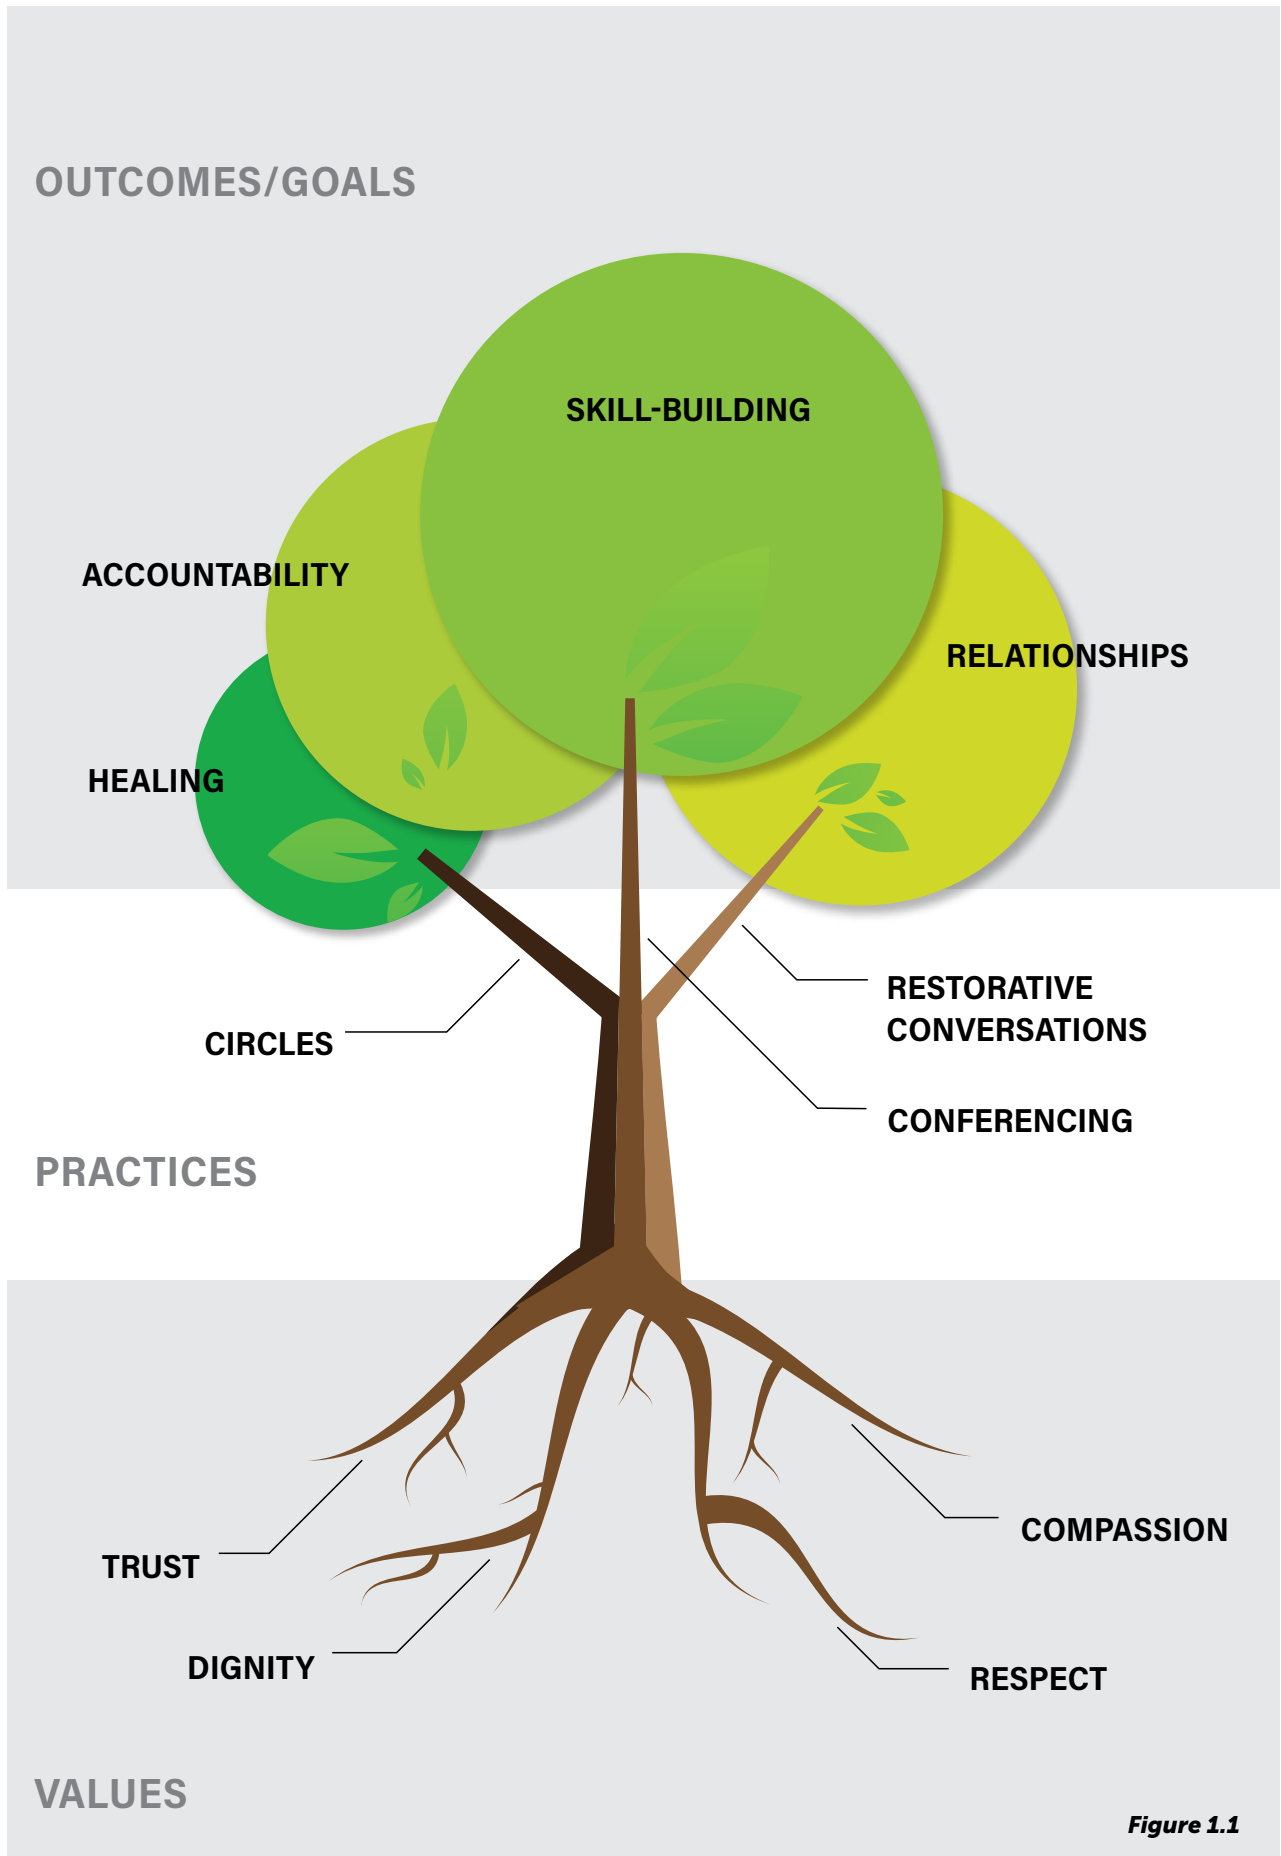 OUTCOMES/GOALS
SKILL-BUILDING
ACCOUNTABILITY
RELATIONSHIPS
HEALING
RESTORATIVE
CONVERSATIONS
CIRCLES
CONFERENCING
PRACTICES
COMPASSION
TRUST
DIGNITY
RESPECT
VALUES
Figure 1.1